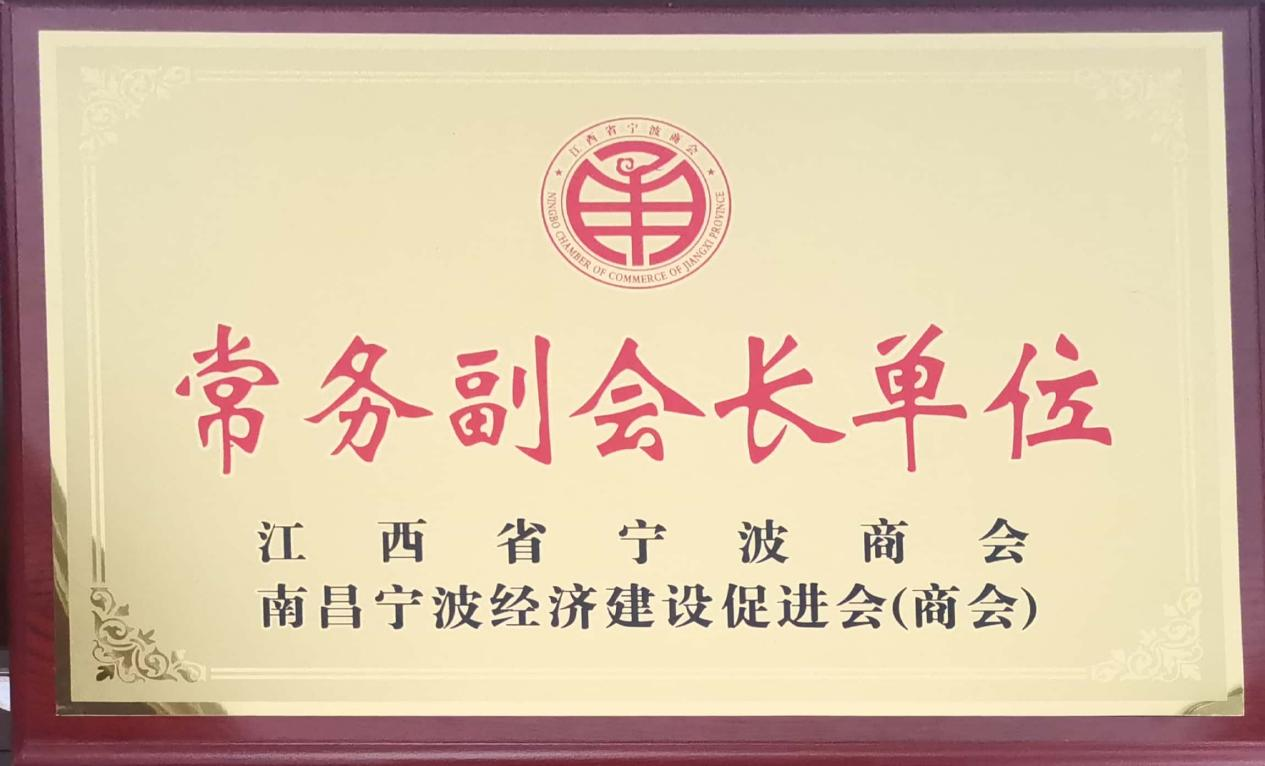 江西省宁波商会
NINGBO CHAMBER OF COMMERCE OF JIANGXI PROVINCE
常务副会长单位
江西省宁波商会
南昌宁波经济建设促进会(商会)